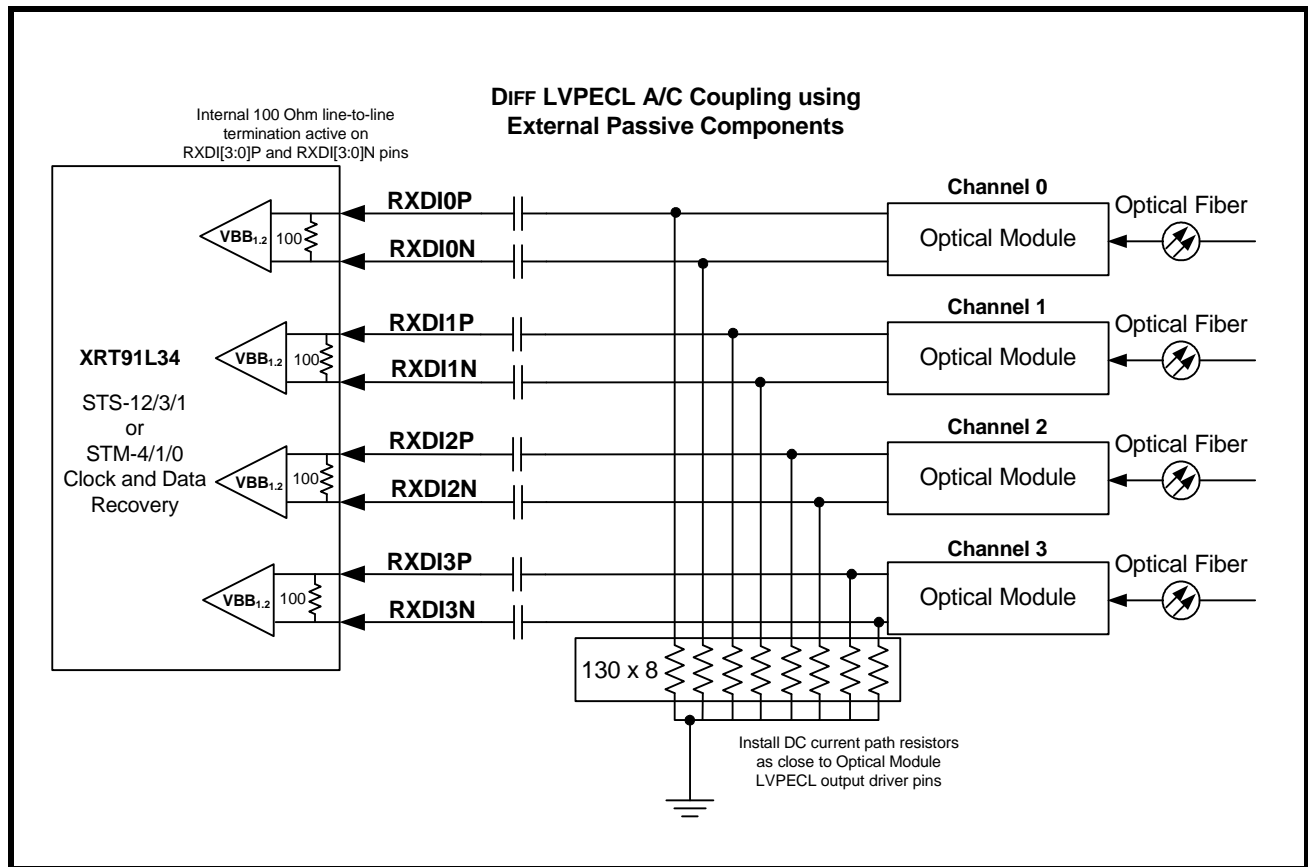 DIFF LVPECL A/C Coupling using
External Passive Components
Internal 100 Ohm line-to-line
termination active on
RXDI[3:0]P and RXDI[3:0]N pins
XRT91L34
STS-12/3/1
or
STM-4/1/0
Clock and Data
Recovery
VBB1.2
100
RXDI0P
RXDI0N
Channel 0
Optical Module
Optical Fiber
VBB1.2
100
RXDI1P
RXDI1N
Channel 1
Optical Module
Optical Fiber
VBB1.2
100
RXDI2P
RXDI2N
Channel 2
Optical Module
Optical Fiber
VBB1.2
100
RXDI3P
RXDI3N
Channel 3
Optical Module
Optical Fiber
130 x 8
Install DC current path resistors
as close to Optical Module
LVPECL output driver pins